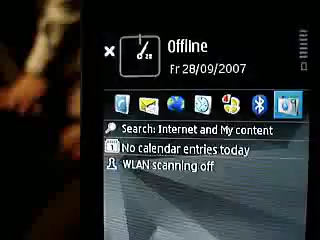 Offline
Fr 28/09/2007
Search: Internet and My content
No calendar entries today
WLAN scanning off